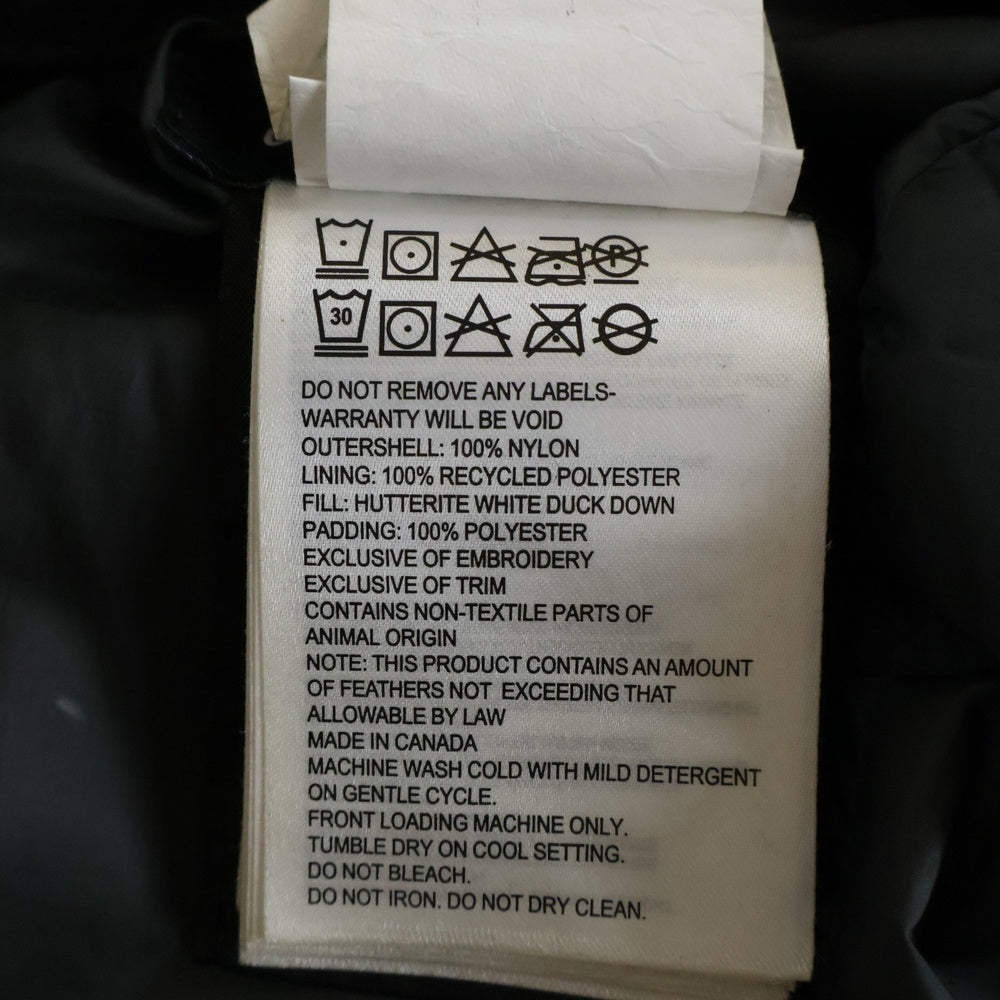 P
30
DO NOT REMOVE ANY LABELS-
WARRANTY WILL BE VOID
OUTERSHELL: 100% NYLON
LINING: 100% RECYCLED POLYESTER
FILL: HUTTERITE WHITE DUCK DOWN
PADDING: 100% POLYESTER
EXCLUSIVE OF EMBROIDERY
EXCLUSIVE OF TRIM
CONTAINS NON-TEXTILE PARTS OF
ANIMAL ORIGIN
NOTE: THIS PRODUCT CONTAINS AN AMOUNT
OF FEATHERS NOT EXCEEDING THAT
ALLOWABLE BY LAW
MADE IN CANADA
MACHINE WASH COLD WITH MILD DETERGENT
ON GENTLE CYCLE.
FRONT LOADING MACHINE ONLY.
TUMBLE DRY ON COOL SETTING.
DO NOT BLEACH.
DO NOT IRON. DO NOT DRY CLEAN.